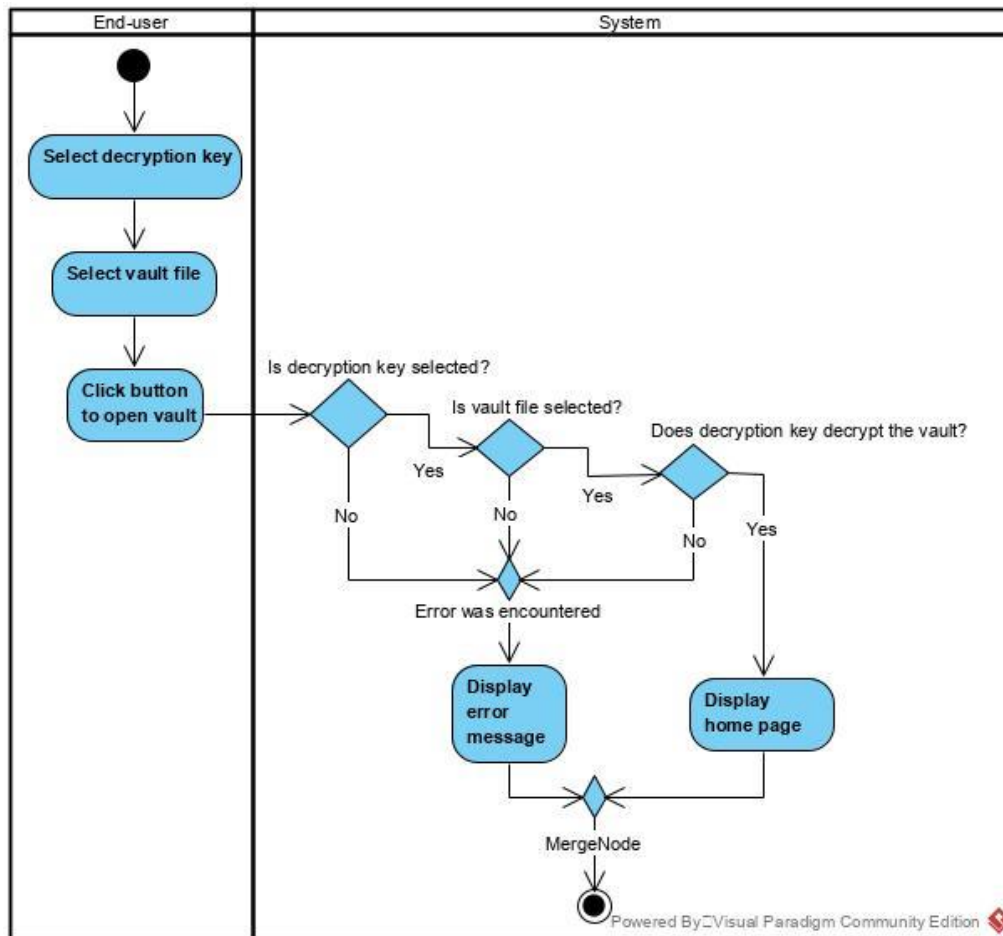 End-user
System
Select decryption key
Select vault file
Click button
to open vault
Is decryption key selected?
Is vault file selected?
Does decryption key decrypt the vault?
Yes
Yes
No
No
No
Yes
Error was encountered
Display
error
message
Display
home page
MergeNode
Powered By Visual Paradigm Community Edition